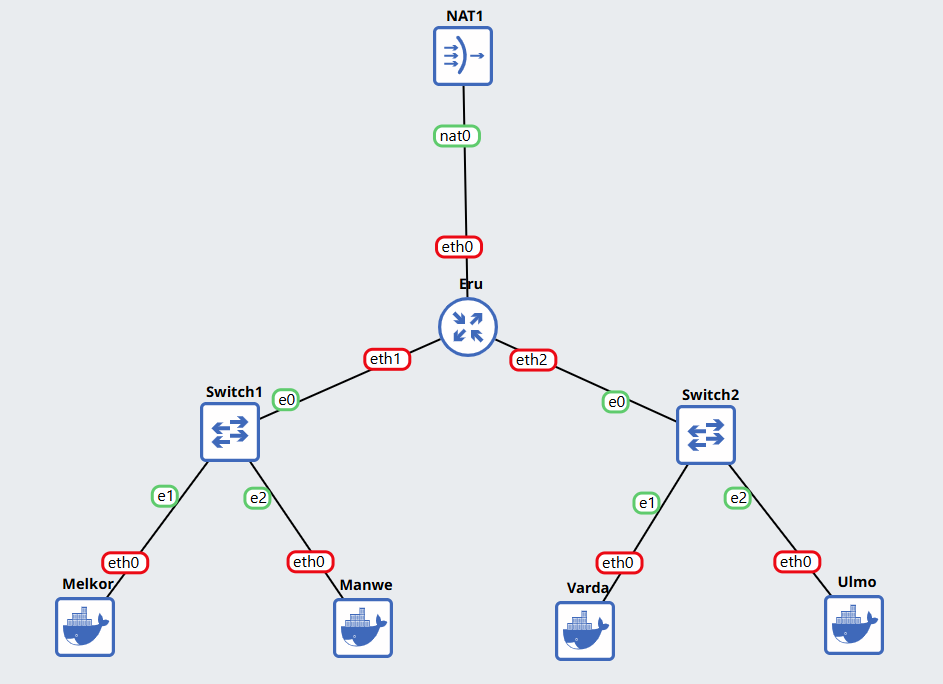 NAT1
nat0
eth0
Eru
eth1
eth2
Switch1
e0
e0
Switch2
e1
e2
e1
e2
eth0
eth0
eth0
eth0
Melkor
Manwe
Varda
Ulmo